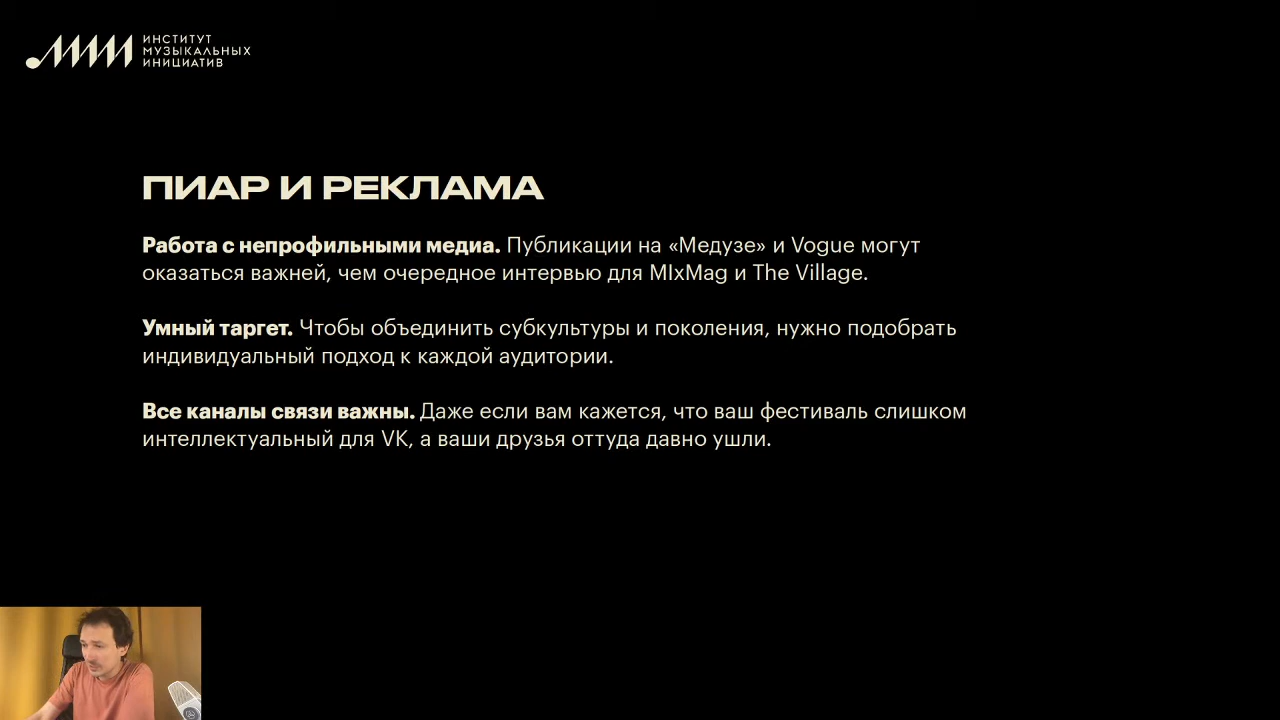 ИНСТИТУТ
МУЗЫКАЛЬНЫХ
ИНИЦИАТИВ
ПИАР И РЕКЛАМА
Работа с непрофильными медиа. Публикации на «Медузе» и Vogue могут
оказаться важней, чем очередное интервью для MIxMag и The Village.
Умный таргет. Чтобы объединить субкультуры и поколения, нужно подобрать
индивидуальный подход к каждой аудитории.
Все каналы связи важны. Даже если вам кажется, что ваш фестиваль слишком
интеллектуальный для VK, а ваши друзья оттуда давно ушли.